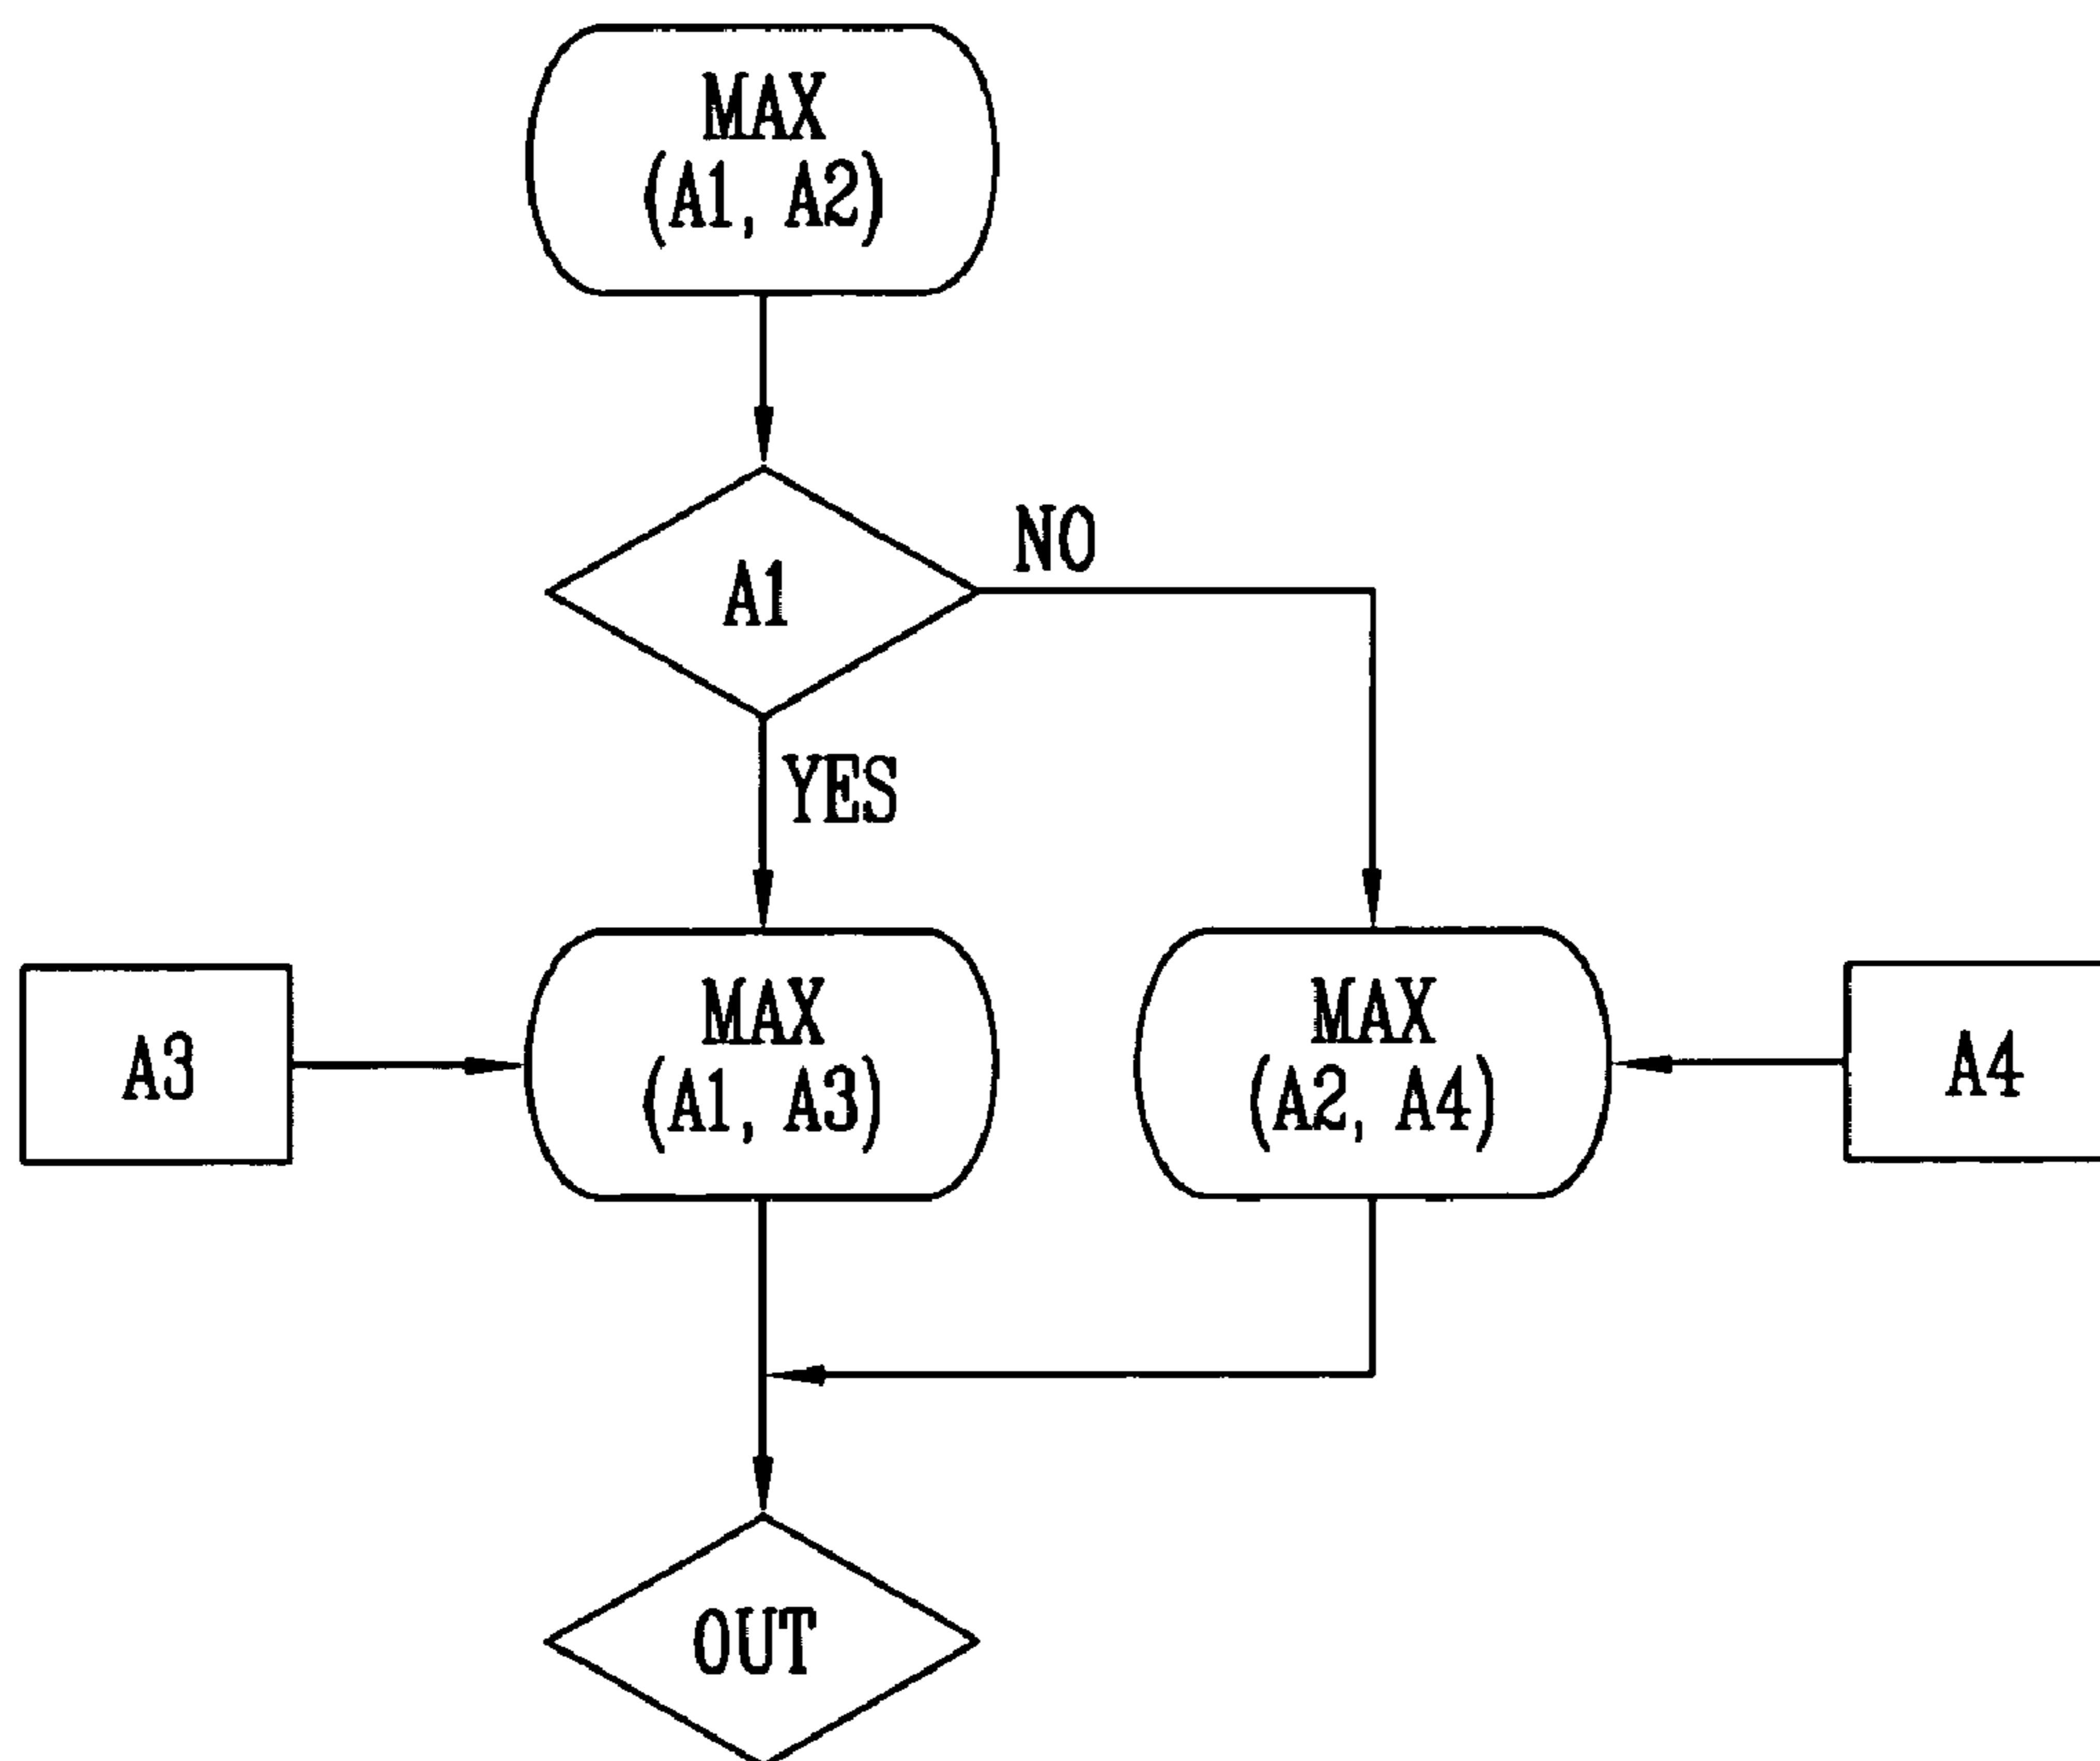 MAX
(A1, A2)
A1
NO
YES
A3
MAX
(A1, A3)
MAX
(A2, A4)
A4
OUT